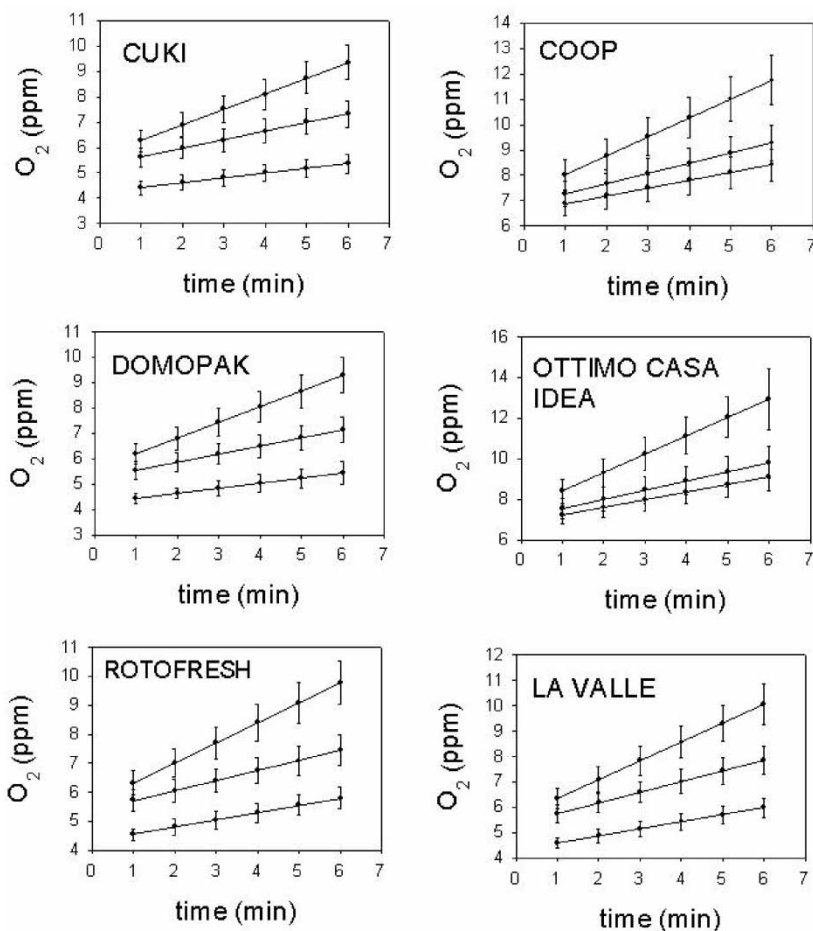 CUKI
O2 (ppm)
11
10
9
8
7
6
5
4
3
0 1 2 3 4 5 6 7
time (min)
COOP
O2 (ppm)
14
13
12
11
10
9
8
7
6
0 1 2 3 4 5 6 7
time (min)
DOMOPAK
O2 (ppm)
11
10
9
8
7
6
5
4
3
0 1 2 3 4 5 6 7
time (min)
OTTIMO CASA
IDEA
O2 (ppm)
16
14
12
10
8
6
0 1 2 3 4 5 6 7
time (min)
ROTOFRESH
O2 (ppm)
11
10
9
8
7
6
5
4
0 1 2 3 4 5 6 7
time (min)
LA VALLE
O2 (ppm)
12
11
10
9
8
7
6
5
4
0 1 2 3 4 5 6 7
time (min)